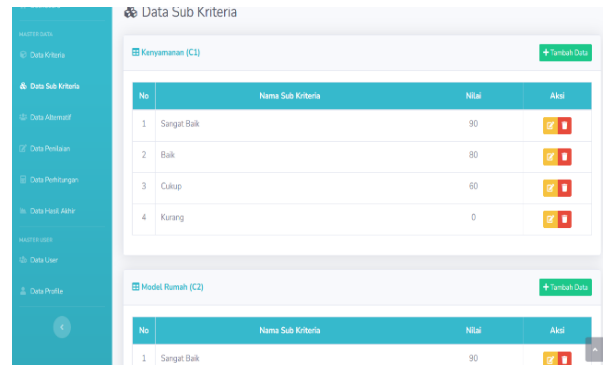 Data Sub Kriteria
MASTER DATA
Data Kriteria
Data Sub Kriteria
Data Alternatif
Data Penilaian
Data Perhitungan
Data Hasil Akhir
MASTER USER
Data User
Data Profile
Kenyamanan (C1)
+ Tambah Data
No Nama Sub Kriteria Nilai Aksi
1 Sangat Baik 90
2 Baik 80
3 Cukup 60
4 Kurang 0
Model Rumah (C2)
+ Tambah Data
No Nama Sub Kriteria Nilai Aksi
1 Sangat Baik 90